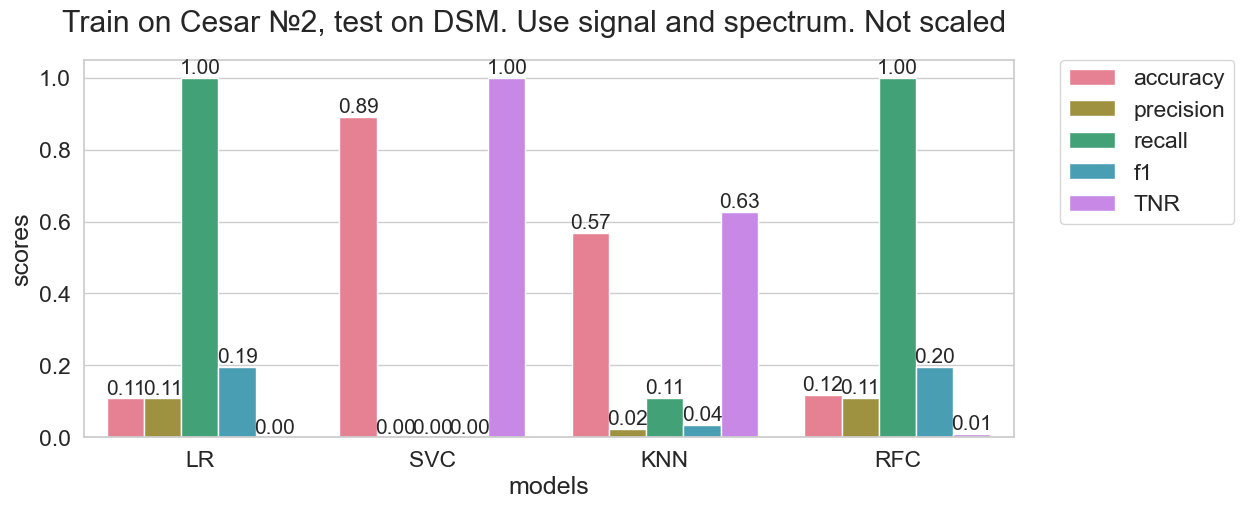 Train on Cesar №2, test on DSM. Use signal and spectrum. Not scaled
1.0
0.8
0.6
0.4
0.2
0.0
scores
0.11
0.11
1.00
0.19
0.00
0.89
0.00
0.00
0.00
1.00
0.57
0.02
0.11
0.04
0.63
0.12
0.11
1.00
0.20
0.01
LR
SVC
KNN
RFC
models
accuracy
precision
recall
f1
TNR